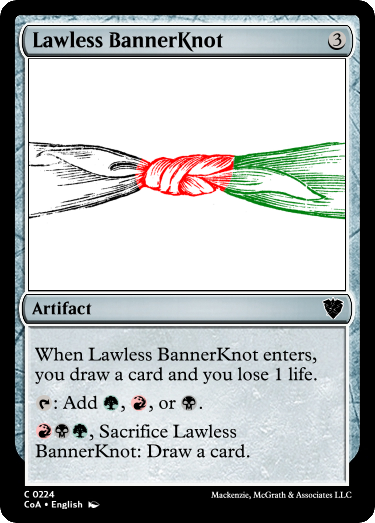 Lawless BannerKnot 3
Artifact
When Lawless BannerKnot enters,
you draw a card and you lose 1 life.
: Add , , or .
, Sacrifice Lawless
BannerKnot: Draw a card.
C 0224
CoA • English
Mackenzie, McGrath & Associates LLC